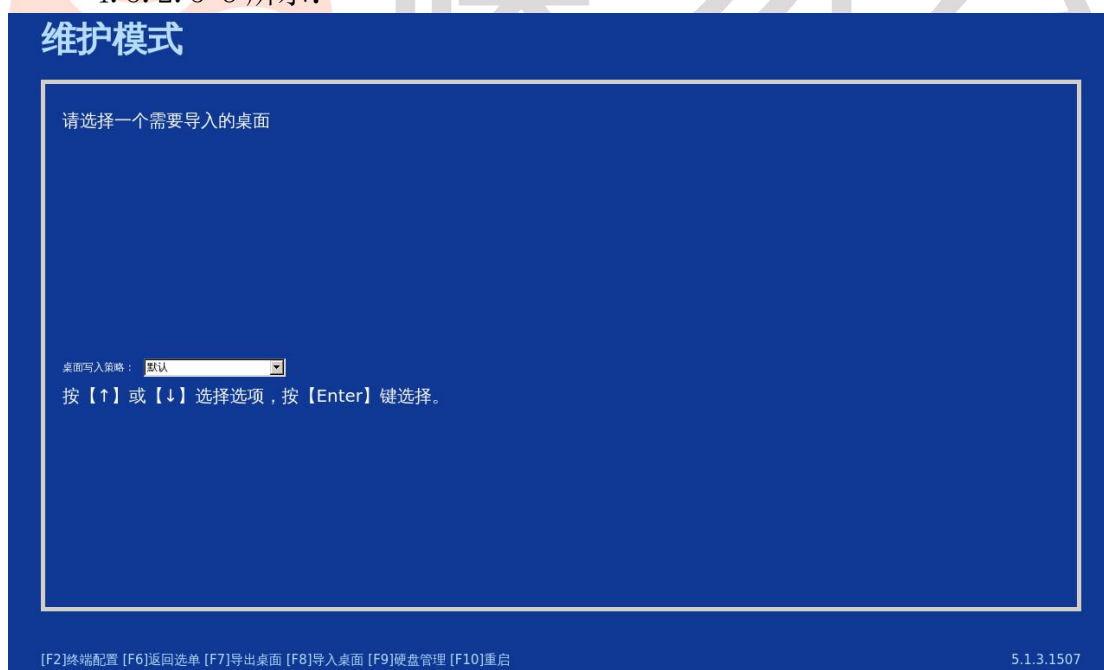 维护模式
请选择一个需要导入的桌面
桌面写入策略： 默认
按【↑】或【↓】选择选项，按【Enter】键选择。
[F2]终端配置 [F6]返回选单 [F7]导出桌面 [F8]导入桌面 [F9]硬盘管理 [F10]重启 5.1.3.1507